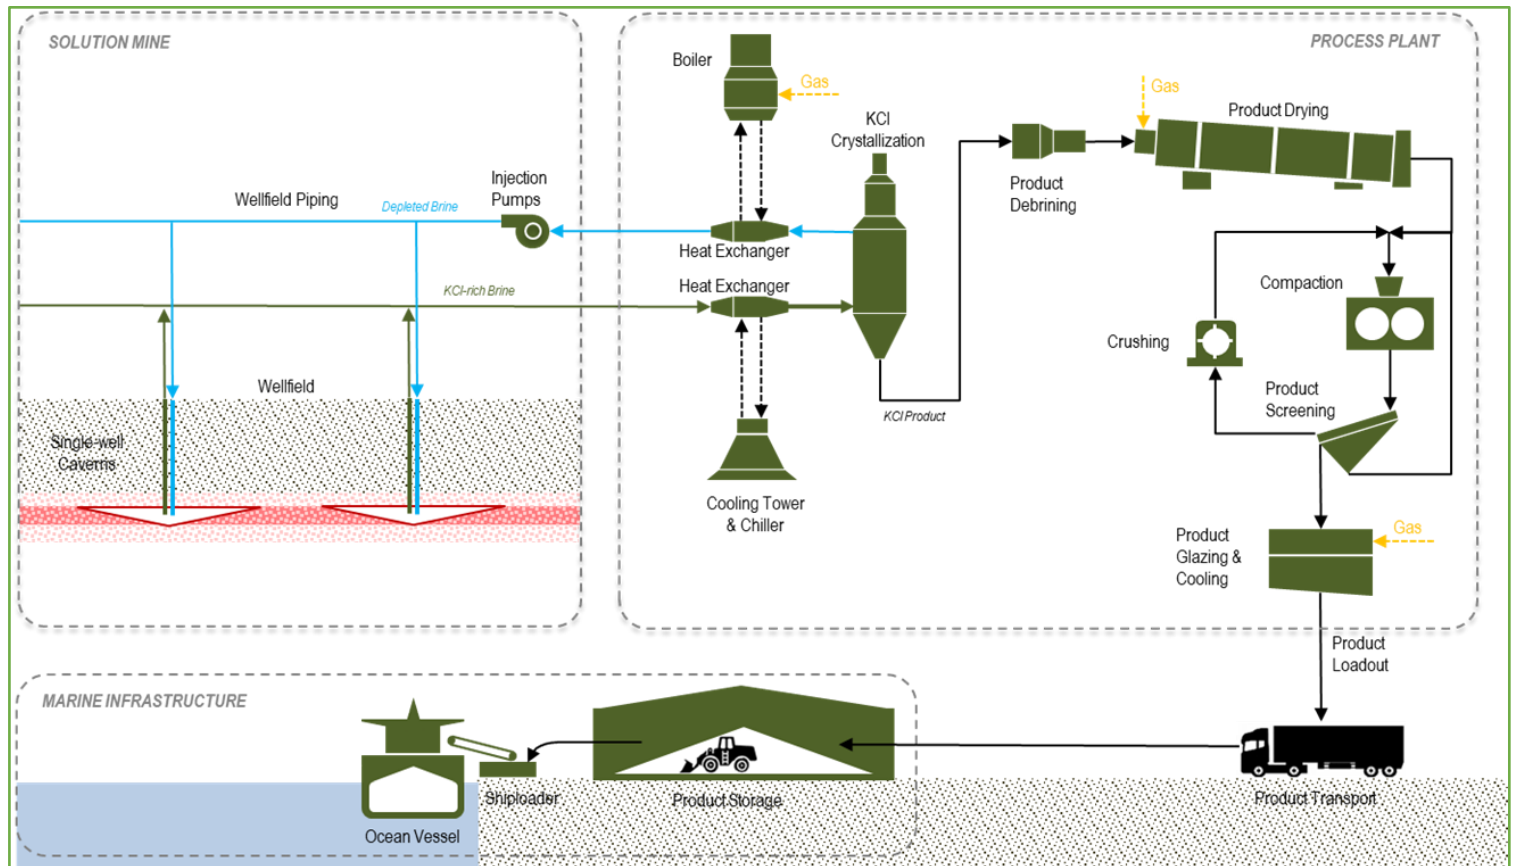 SOLUTION MINE
PROCESS PLANT
Boiler
Gas
KCl
Crystallization
Gas
Product Drying
Injection
Pumps
Wellfield Piping
Depleted Brine
Product
Debrining
Heat Exchanger
Heat Exchanger
KCl-rich Brine
Compaction
Crushing
Wellfield
Product
Screening
KCl Product
Single-well
Caverns
Cooling Tower
& Chiller
Product
Glazing &
Cooling
Gas
Product
Loadout
MARINE INFRASTRUCTURE
Shiploader
Product Storage
Product Transport
Ocean Vessel